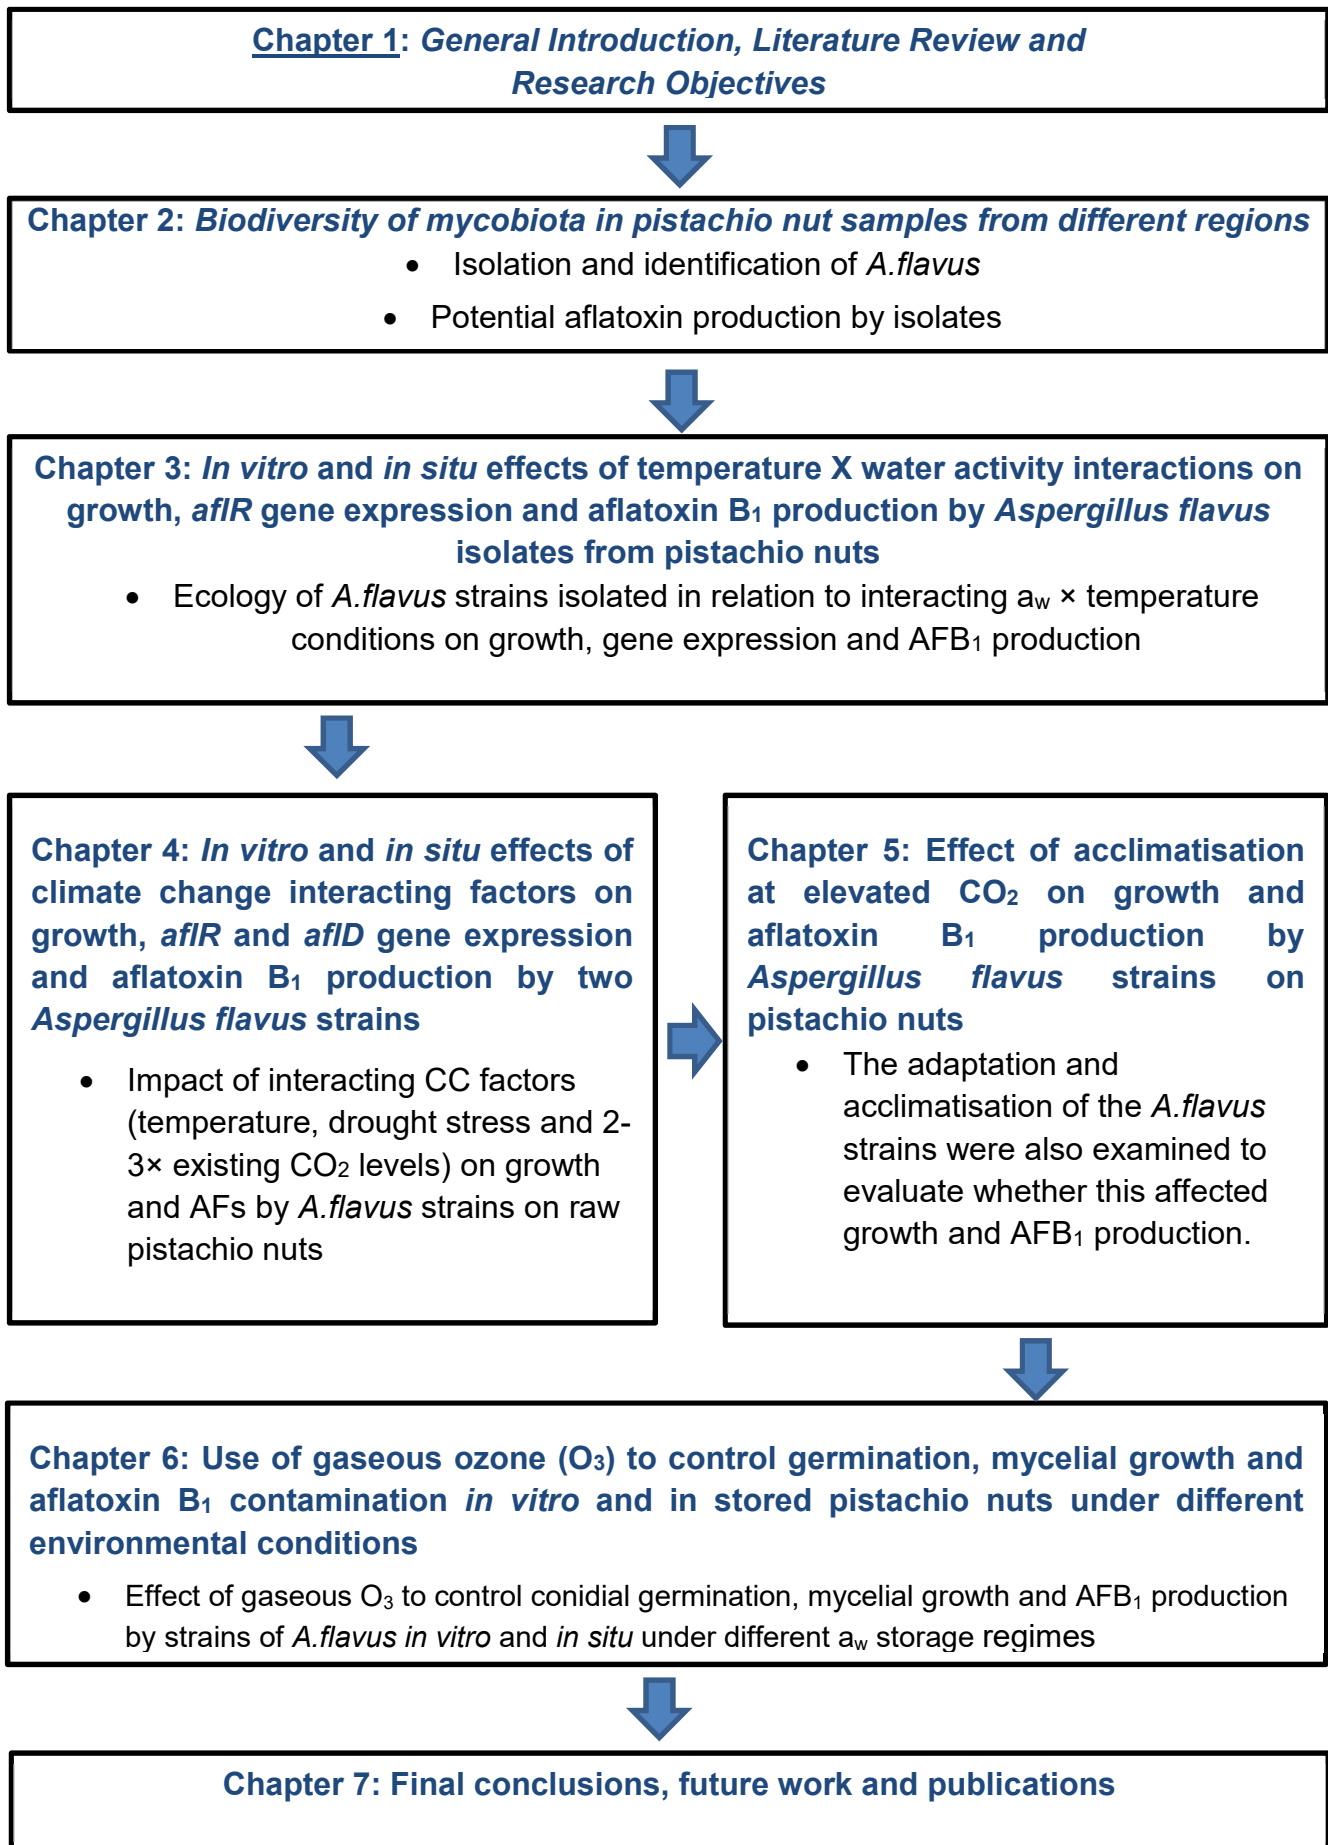 Chapter 1: General Introduction, Literature Review and
Research Objectives
Chapter 2: Biodiversity of mycobiota in pistachio nut samples from different regions
• Isolation and identification of A.flavus
• Potential aflatoxin production by isolates
Chapter 3: In vitro and in situ effects of temperature X water activity interactions on
growth, aflR gene expression and aflatoxin B₁ production by Aspergillus flavus
isolates from pistachio nuts
• Ecology of A.flavus strains isolated in relation to interacting a𝓌 × temperature
conditions on growth, gene expression and AFB₁ production
Chapter 4: In vitro and in situ effects of
climate change interacting factors on
growth, aflR and aflD gene expression
and aflatoxin B₁ production by two
Aspergillus flavus strains
• Impact of interacting CC factors
(temperature, drought stress and 2-
3× existing CO₂ levels) on growth
and AFs by A.flavus strains on raw
pistachio nuts
Chapter 5: Effect of acclimatisation
at elevated CO₂ on growth and
aflatoxin B₁ production by
Aspergillus flavus strains on
pistachio nuts
• The adaptation and
acclimatisation of the A.flavus
strains were also examined to
evaluate whether this affected
growth and AFB₁ production.
Chapter 6: Use of gaseous ozone (O₃) to control germination, mycelial growth and
aflatoxin B₁ contamination in vitro and in stored pistachio nuts under different
environmental conditions
• Effect of gaseous O₃ to control conidial germination, mycelial growth and AFB₁ production
by strains of A.flavus in vitro and in situ under different a𝓌 storage regimes
Chapter 7: Final conclusions, future work and publications